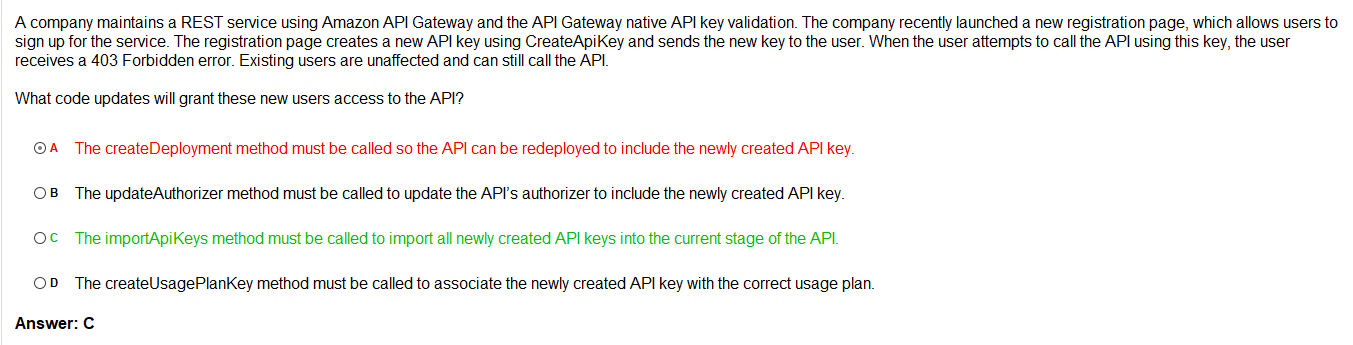 A company maintains a REST service using Amazon API Gateway and the API Gateway native API key validation. The company recently launched a new registration page, which allows users to
sign up for the service. The registration page creates a new API key using CreateApiKey and sends the new key to the user. When the user attempts to call the API using this key, the user
receives a 403 Forbidden error. Existing users are unaffected and can still call the API.
What code updates will grant these new users access to the API?
A The createDeployment method must be called so the API can be redeployed to include the newly created API key.
B The updateAuthorizer method must be called to update the API's authorizer to include the newly created API key.
C The importApiKeys method must be called to import all newly created API keys into the current stage of the API.
D The createUsagePlanKey method must be called to associate the newly created API key with the correct usage plan.
Answer: C